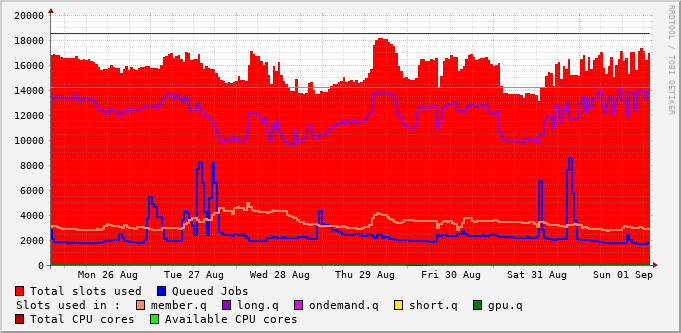 20000
18000
16000
14000
12000
10000
8000
6000
4000
2000
0
Mon 26 Aug Tue 27 Aug Wed 28 Aug Thu 29 Aug Fri 30 Aug Sat 31 Aug Sun 01 Sep
Total slots used Queued Jobs
Slots used in : member.q long.q ondemand.q short.q gpu.q
Total CPU cores Available CPU cores
RRDTOOL / TOBI OETIKER